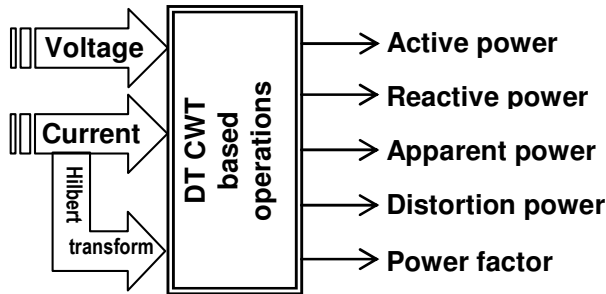 Voltage
Current
Hilbert
transform
DT CWT
based
operations
Active power
Reactive power
Apparent power
Distortion power
Power factor